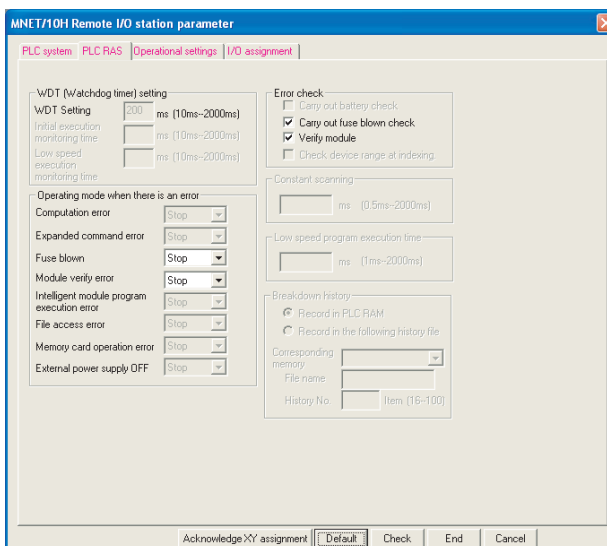 MNET/10H Remote I/O station parameter
PLC system PLC RAS Operational settings I/O assignment
WDT (Watchdog timer) setting
WDT Setting 200 ms (10ms--2000ms)
Initial execution
monitoring time ms (10ms--2000ms)
Low speed
execution
monitoring time ms (10ms--2000ms)
Operating mode when there is an error
Computation error Stop
Expanded command error Stop
Fuse blown Stop
Module verify error Stop
Intelligent module program
execution error Stop
File access error Stop
Memory card operation error Stop
External power supply OFF Stop
Error check
Carry out battery check
Carry out fuse blown check
Verify module
Check device range at indexing
Constant scanning
ms (0.5ms--2000ms)
Low speed program execution time
ms (1ms--2000ms)
Breakdown history
Record in PLC RAM
Record in the following history file
Corresponding
memory
File name
History No. Item (16--100)
Acknowledge XY assignment Default Check End Cancel